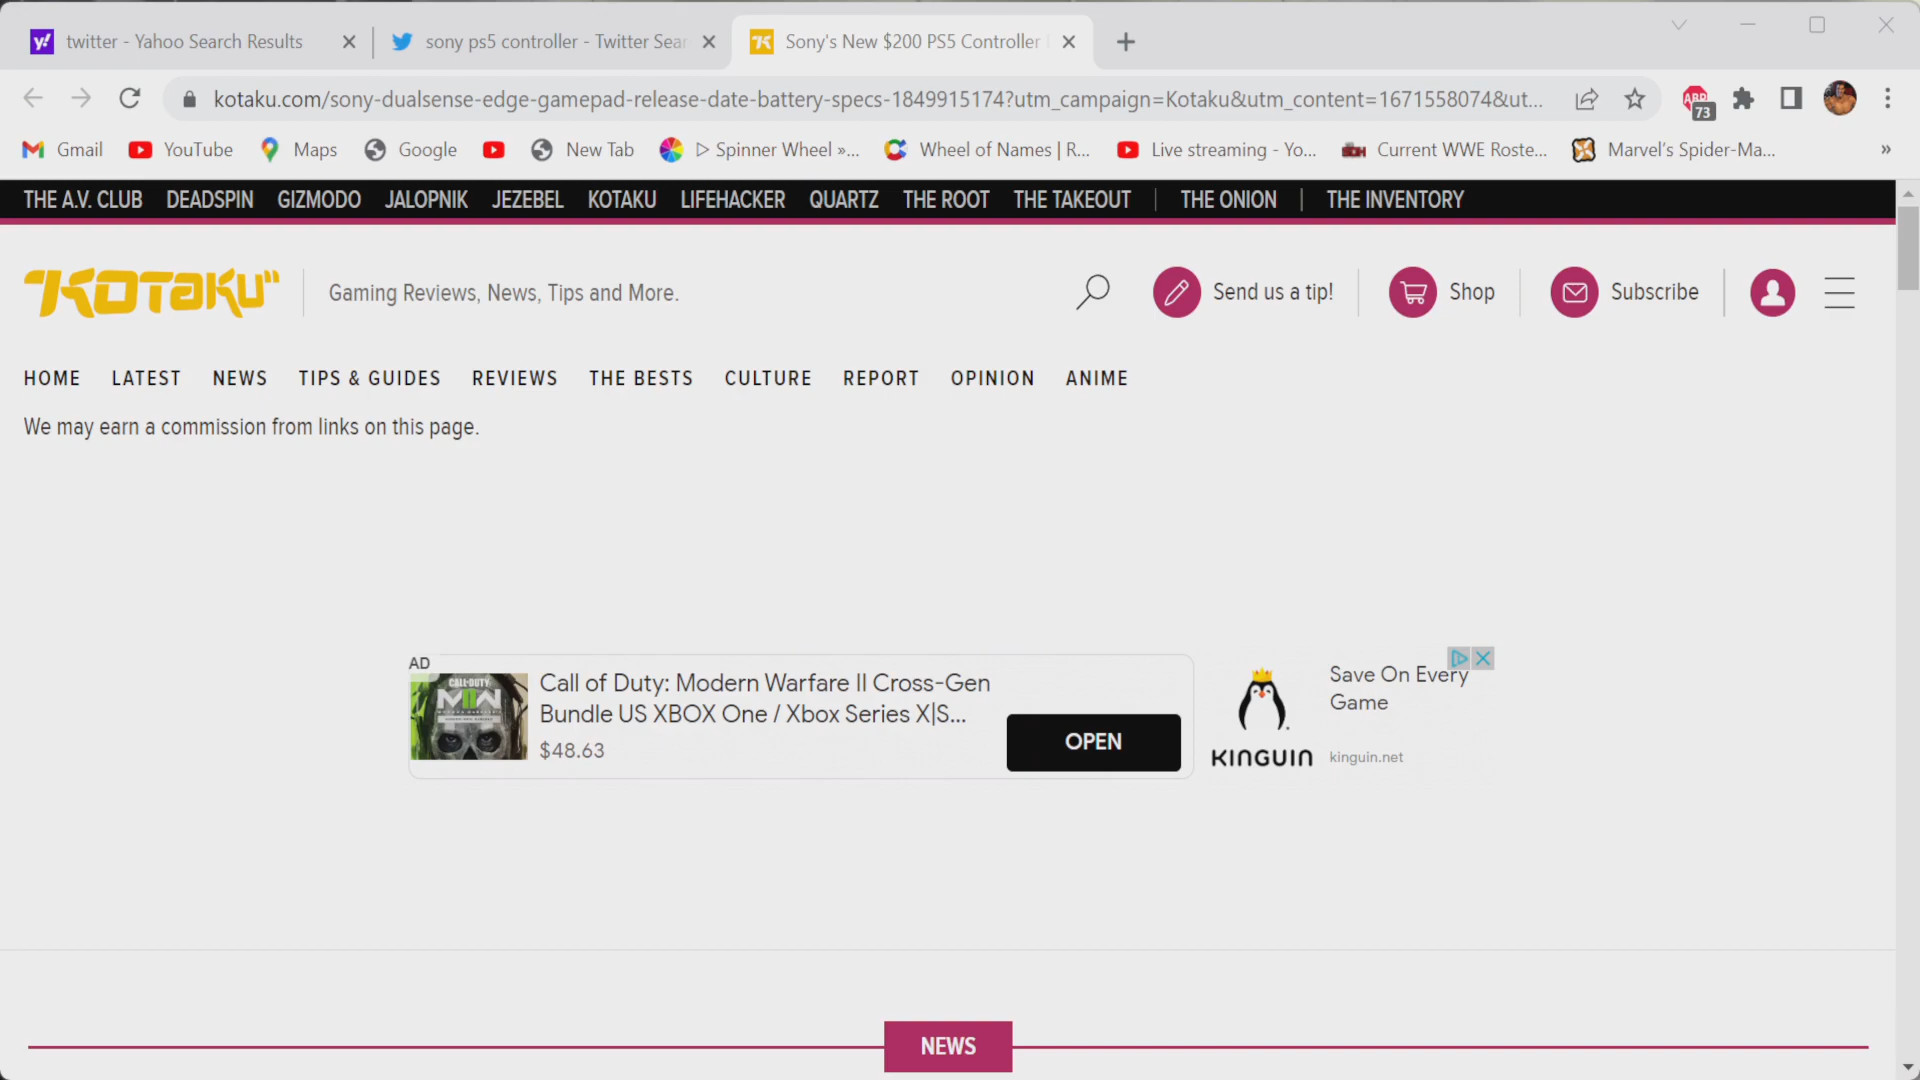 twitter - Yahoo Search Results
sony ps5 controller - Twitter Sear
Sony's New $200 PS5 Controller
kotaku.com/sony-dualsense-edge-gamepad-release-date-battery-specs-1849915174?utm_campaign=Kotaku&utm_content=1671558074&ut...
ABP
73
Gmail
YouTube
Maps
Google
New Tab
▷ Spinner Wheel »...
Wheel of Names | R...
Live streaming - Yo...
Current WWE Roste...
Marvel's Spider-Ma...
»
THE A.V. CLUB DEADSPIN GIZMODO JALOPNIK JEZEBEL KOTAKU LIFEHACKER QUARTZ THE ROOT THE TAKEOUT | THE ONION | THE INVENTORY
KOTAKU
Gaming Reviews, News, Tips and More.
Send us a tip!
Shop
Subscribe
HOME LATEST NEWS TIPS & GUIDES REVIEWS THE BESTS CULTURE REPORT OPINION ANIME
We may earn a commission from links on this page.
AD
CALL·DUTY
MW
Call of Duty: Modern Warfare II Cross-Gen
Bundle US XBOX One / Xbox Series X|S...
$48.63
OPEN
KINGUIN
Save On Every
Game
kinguin.net
NEWS